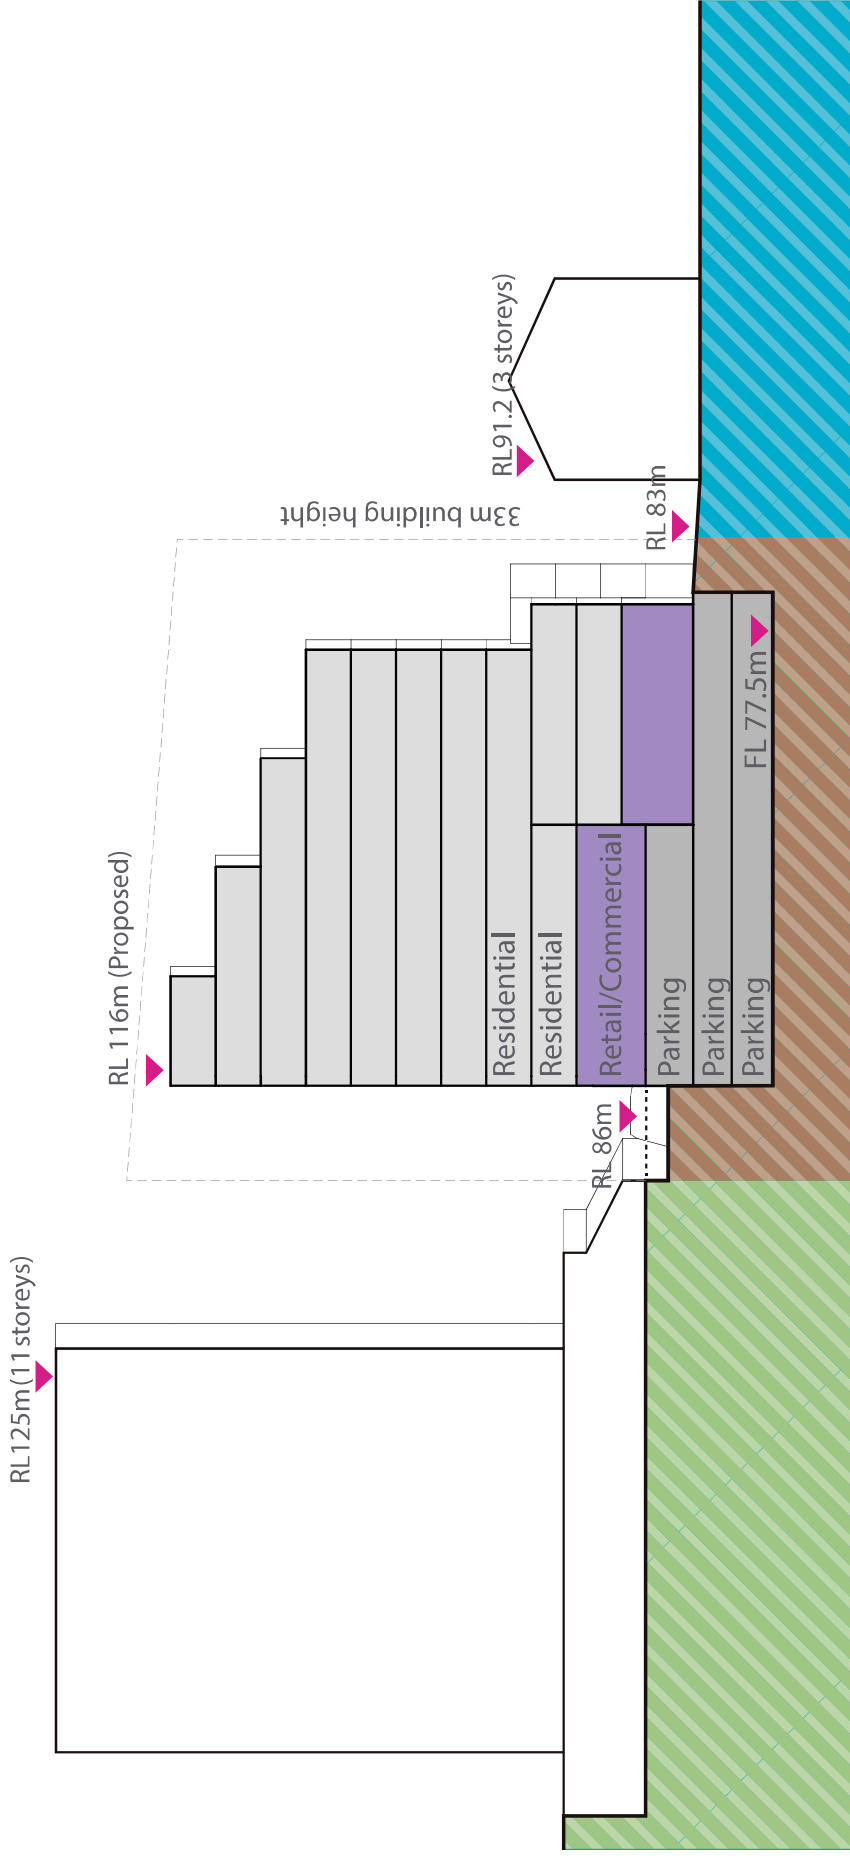 RL125m(11 storeys)
RL 116m (Proposed)
33m building height
RL91.2 (3 storeys)
RL 86m
RL 83m
Residential
Residential
Retail/Commercial
Parking
Parking
Parking
FL 77.5m